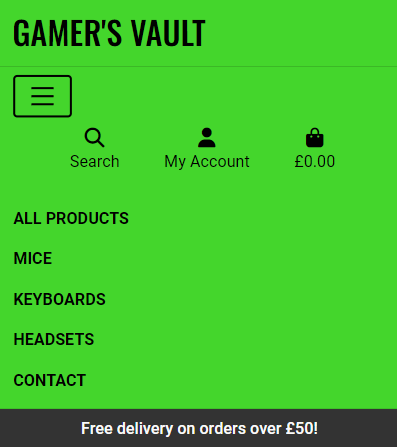 GAMER'S VAULT
Search My Account £0.00
ALL PRODUCTS
MICE
KEYBOARDS
HEADSETS
CONTACT
Free delivery on orders over £50!